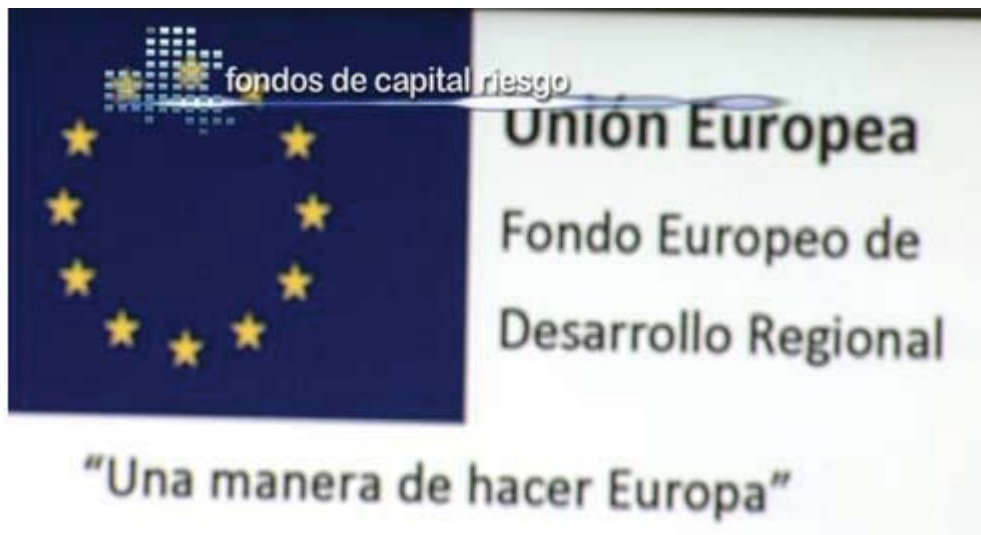 fondos de capital riesgo
Unión Europea
Fondo Europeo de
Desarrollo Regional
“Una manera de hacer Europa”